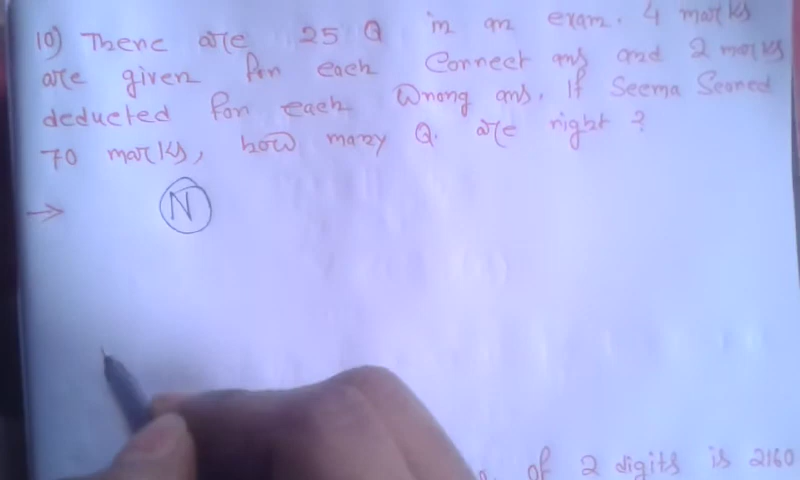 10) There are 25 Q in an exam. 4 marks
are given for each correct ans and 2 marks
deducted for each wrong ans. If Seema Scored
70 marks, how many Q. are right ?
→ N
of 2 digits is 2160